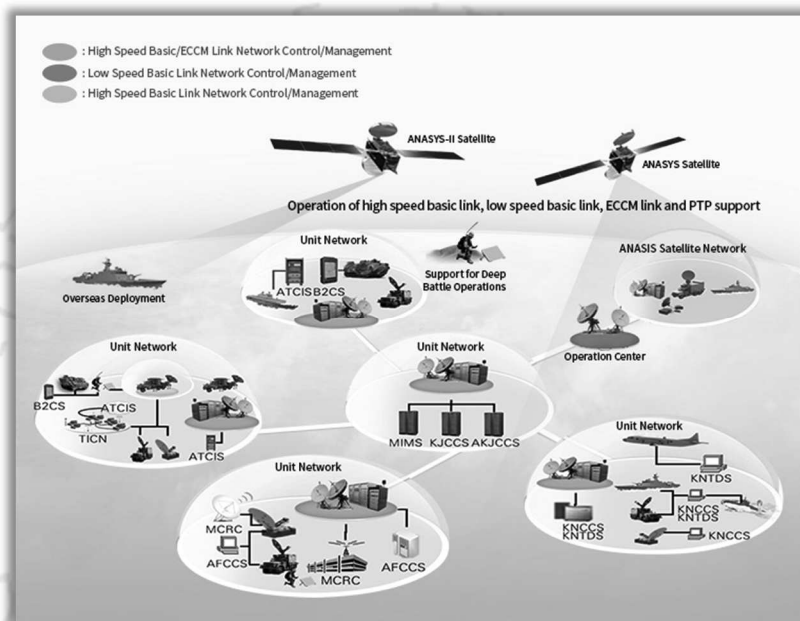 : High Speed Basic/ECCM Link Network Control/Management
: Low Speed Basic Link Network Control/Management
: High Speed Basic Link Network Control/Management
ANASYS-II Satellite
ANASYS Satellite
Operation of high speed basic link, low speed basic link, ECCM link and PTP support
Unit Network
ATCIS B2CS
Support for Deep
Battle Operations
ANASIS Satellite Network
Overseas Deployment
Operation Center
Unit Network
B2CS
ATCIS
TICN
ATCIS
Unit Network
MIMS KJCCS AKJCCS
Unit Network
KNTDS
KNCCS
KNTDS
KNCCS
KNTDS
KNCCS
Unit Network
MCRC
AFCCS
MCRC
AFCCS